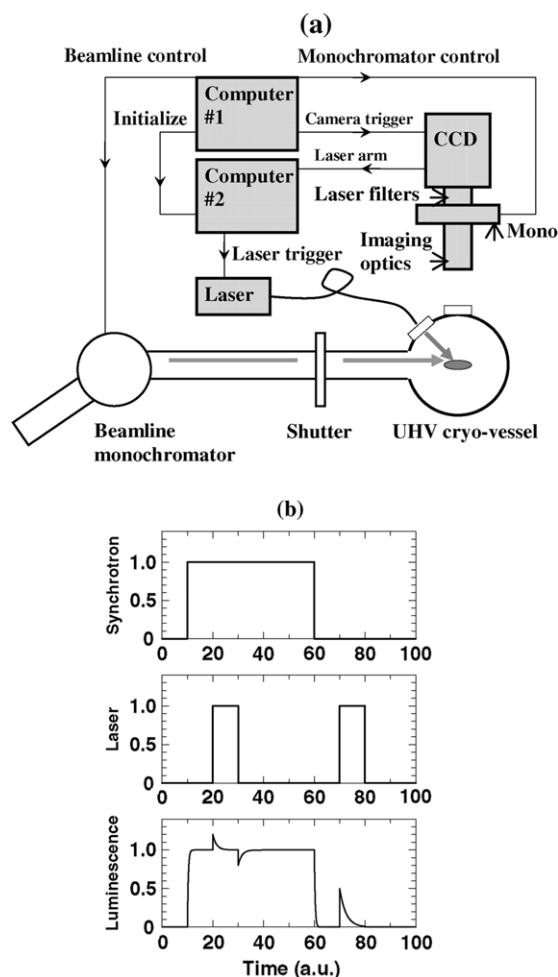 (a)
Beamline control
Monochromator control
Computer
#1
Initialize
Camera trigger
CCD
Laser arm
Computer
#2
Laser filters
Mono
Imaging
optics
Laser trigger
Laser
Beamline
monochromator
Shutter
UHV cryo-vessel
(b)
Synchrotron
1.0
0.5
0
0 20 40 60 80 100
Laser
1.0
0.5
0
0 20 40 60 80 100
Luminescence
1.0
0.5
0
0 20 40 60 80 100
Time (a.u.)